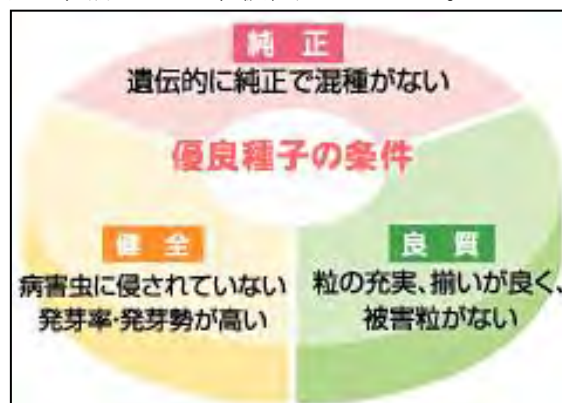 純正
遺伝的に純正で混種がない
優良種子の条件
健全
病害虫に侵されていない
発芽率・発芽勢が高い
良質
粒の充実、揃いが良く、
被害粒がない